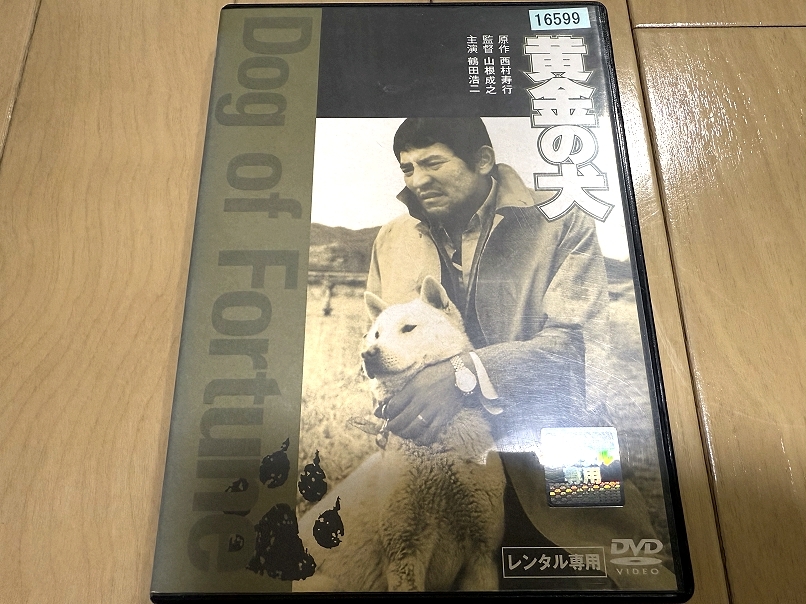 16599
黄金の犬
原作 西村寿行
監督 山根成之
主演 鶴田浩二
Dog of Fortune
専用
レンタル専用
DVD
VIDEO